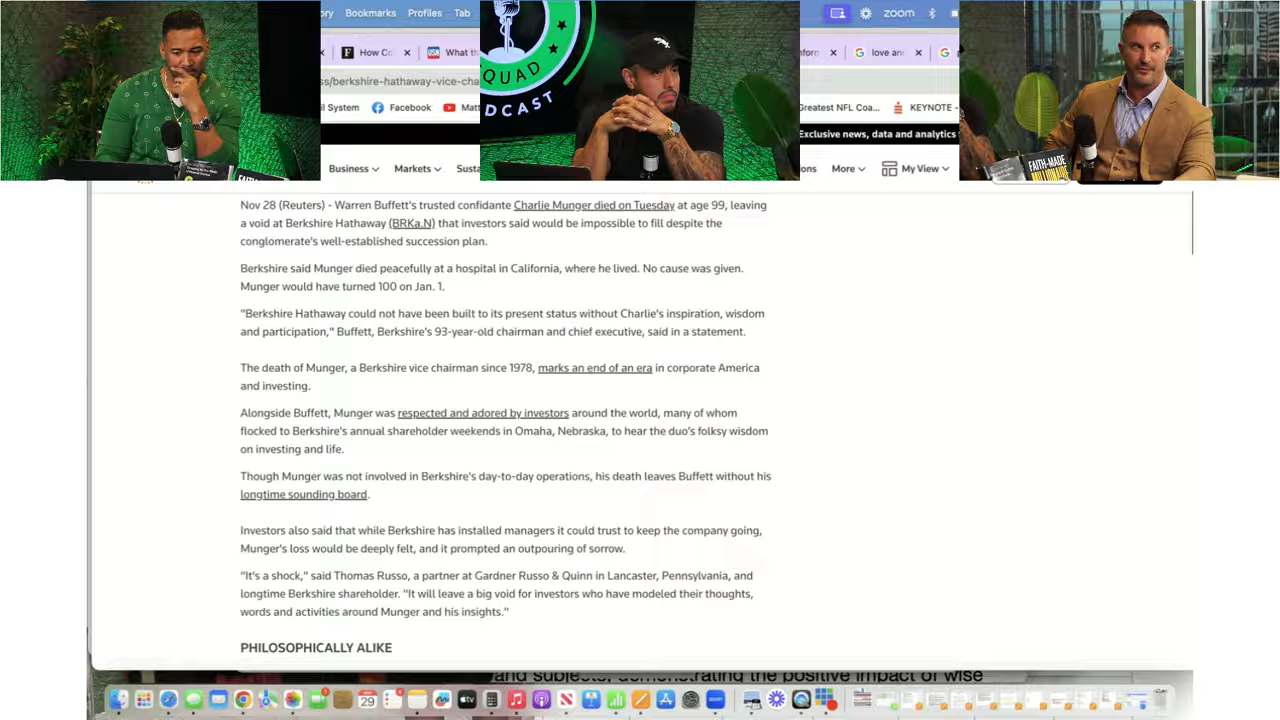 ory Bookmarks Profiles Tab
zoom
How Co
What th
nform
love an
QUAD
DCAST
ss/berkshire-hathaway-vice-cha
il System Facebook Matt
Greatest NFL Coa... KEYNOTE -
Exclusive news, data and analytics
FAITH-MADE
MILLIONAIRE
Business Markets Susta
ons More My View
Nov 28 (Reuters) - Warren Buffett's trusted confidante Charlie Munger died on Tuesday at age 99, leaving
a void at Berkshire Hathaway (BRKa.N) that investors said would be impossible to fill despite the
conglomerate's well-established succession plan.
Berkshire said Munger died peacefully at a hospital in California, where he lived. No cause was given.
Munger would have turned 100 on Jan. 1.
"Berkshire Hathaway could not have been built to its present status without Charlie's inspiration, wisdom
and participation," Buffett, Berkshire's 93-year-old chairman and chief executive, said in a statement.
The death of Munger, a Berkshire vice chairman since 1978, marks an end of an era in corporate America
and investing.
Alongside Buffett, Munger was respected and adored by investors around the world, many of whom
flocked to Berkshire's annual shareholder weekends in Omaha, Nebraska, to hear the duo's folksy wisdom
on investing and life.
Though Munger was not involved in Berkshire's day-to-day operations, his death leaves Buffett without his
longtime sounding board.
Investors also said that while Berkshire has installed managers it could trust to keep the company going,
Munger's loss would be deeply felt, and it prompted an outpouring of sorrow.
"It's a shock," said Thomas Russo, a partner at Gardner Russo & Quinn in Lancaster, Pennsylvania, and
longtime Berkshire shareholder. "It will leave a big void for investors who have modeled their thoughts,
words and activities around Munger and his insights."
PHILOSOPHICALLY ALIKE
and subjects, demonstrating the positive impact of wise
29